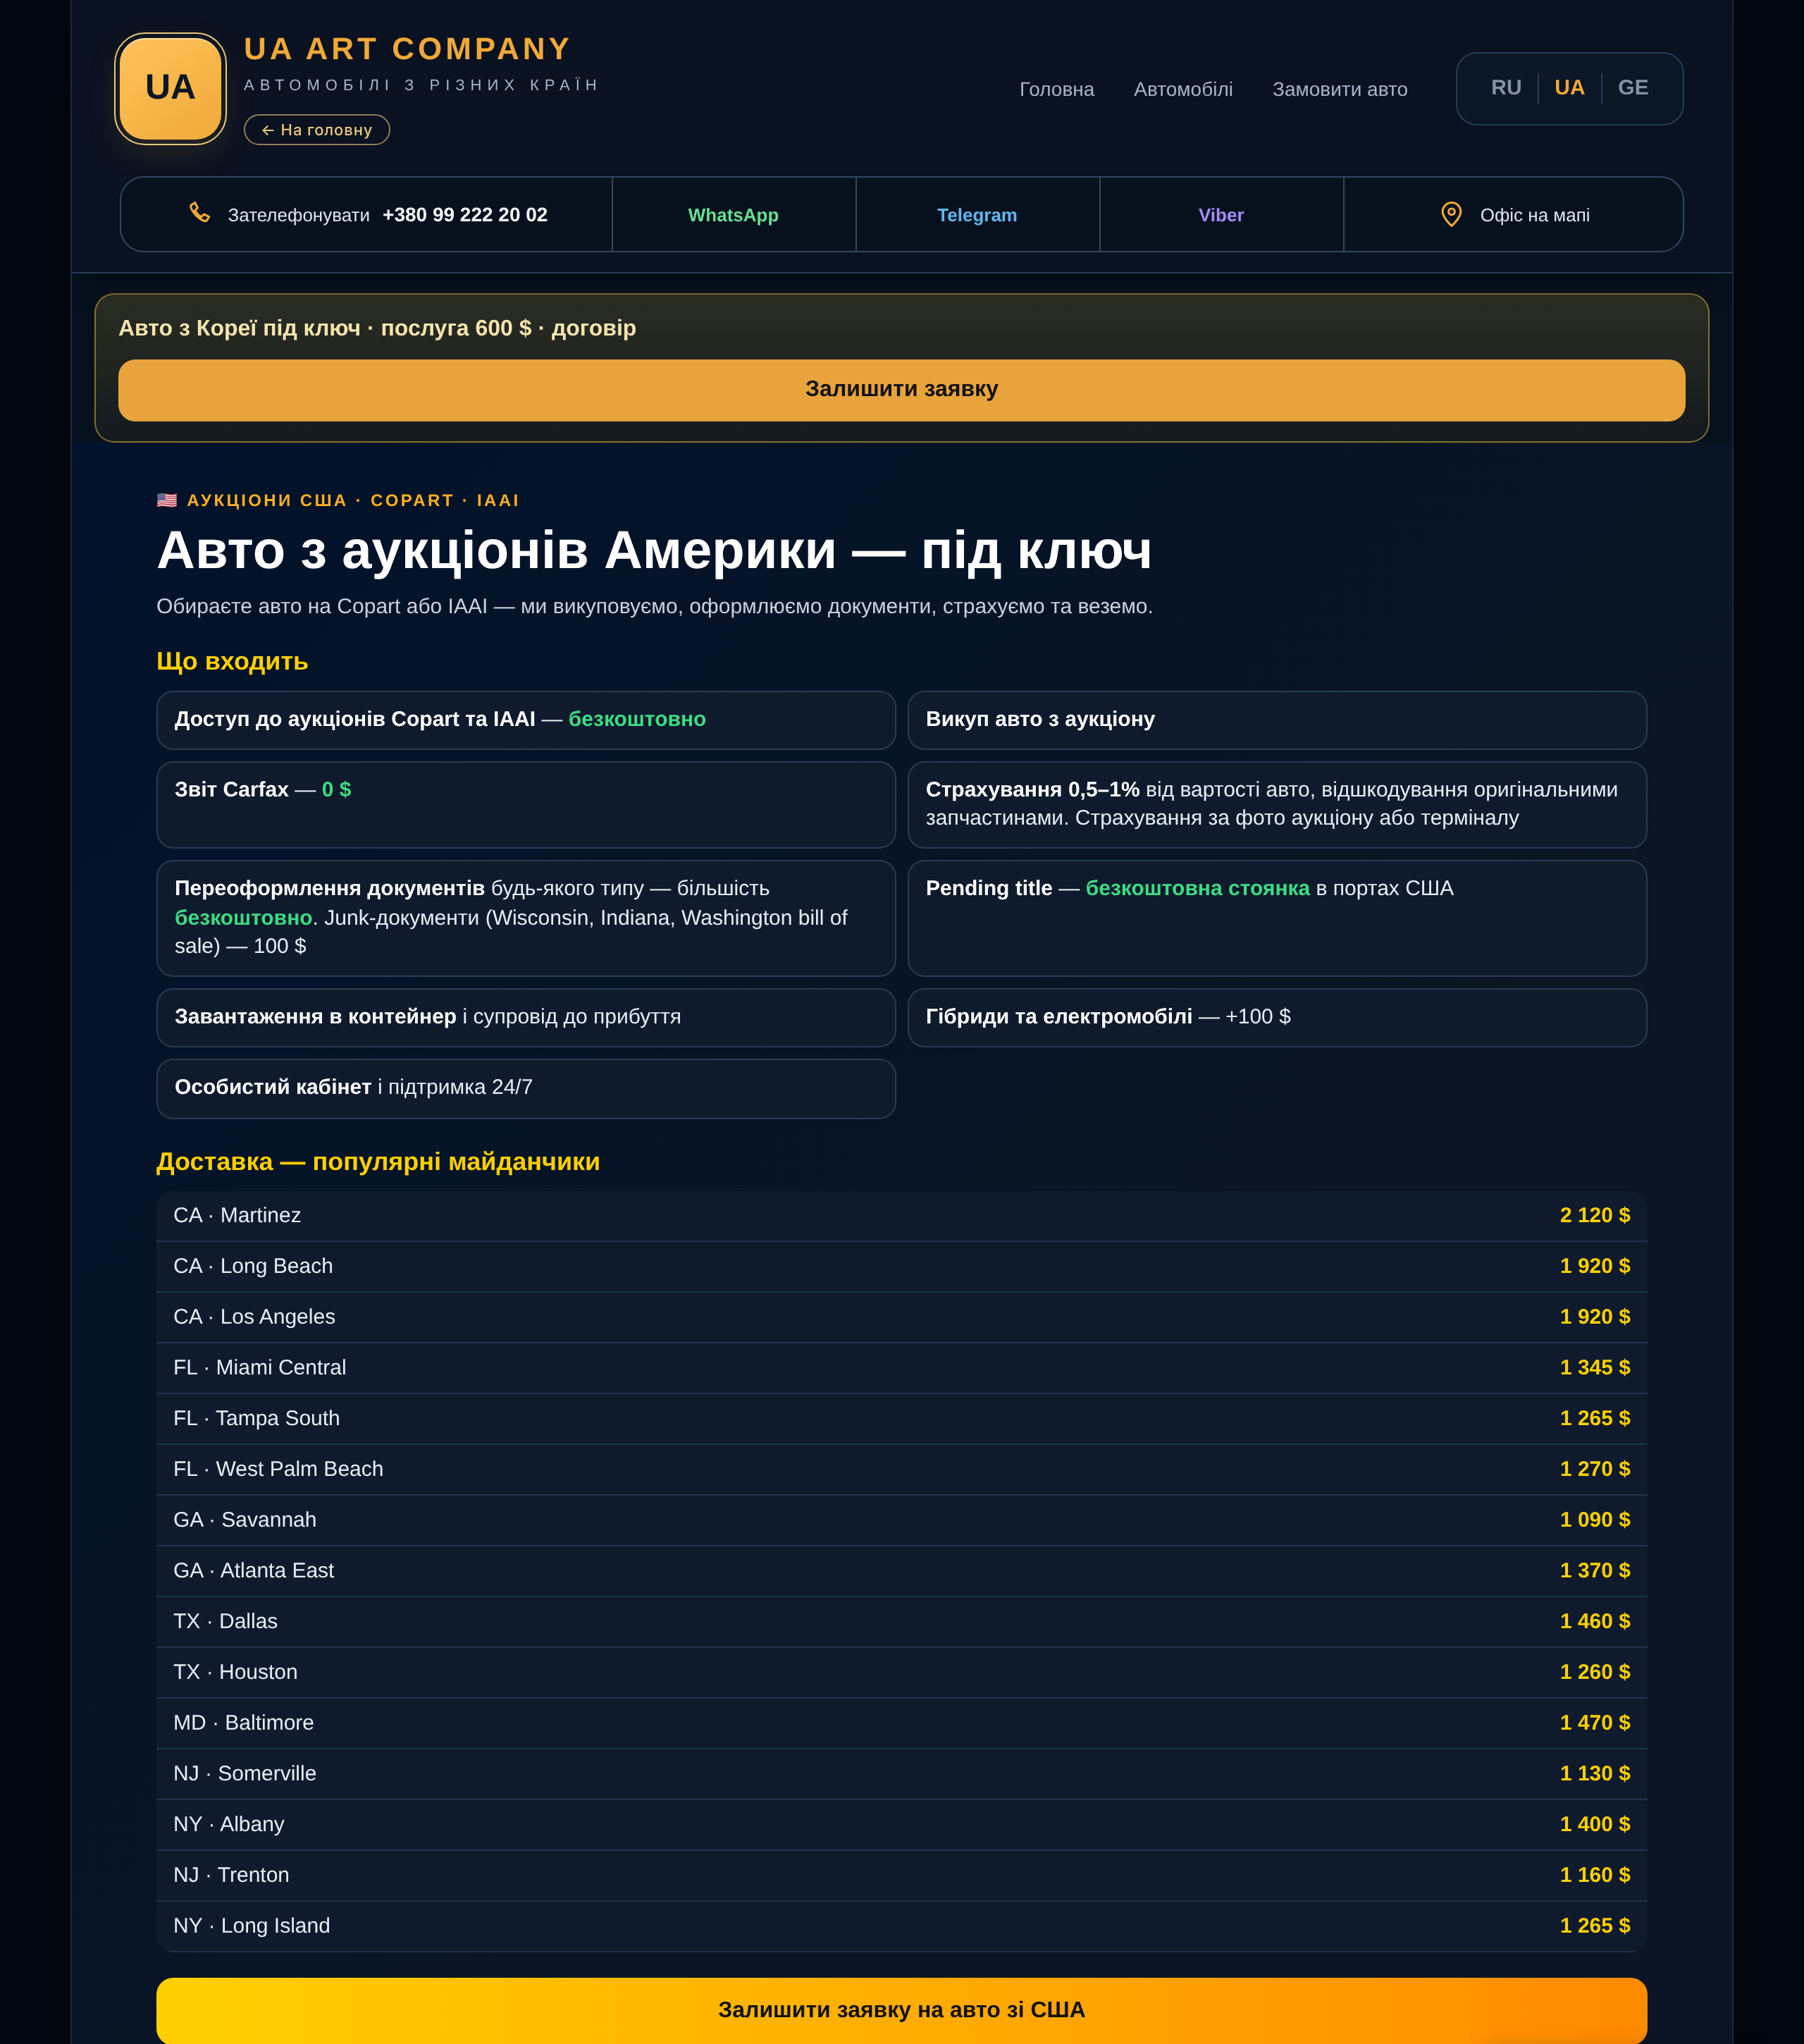 UA
UA ART COMPANY
АВТОМОБІЛІ З РІЗНИХ КРАЇН
← На головну
Головна
Автомобілі
Замовити авто
RU
UA
GE
Зателефонувати +380 99 222 20 02
WhatsApp
Telegram
Viber
Офіс на мапі
Авто з Кореї під ключ · послуга 600 $ · договір
Залишити заявку
🇺🇸 АУКЦІОНИ США · COPART · IAAI
Авто з аукціонів Америки — під ключ
Обираєте авто на Copart або IAAI — ми викуповуємо, оформлюємо документи, страхуємо та веземо.
Що входить
Доступ до аукціонів Copart та IAAI — безкоштовно
Викуп авто з аукціону
Звіт Carfax — 0 $
Страхування 0,5–1% від вартості авто, відшкодування оригінальними
запчастинами. Страхування за фото аукціону або терміналу
Переоформлення документів будь-якого типу — більшість
безкоштовно. Junk-документи (Wisconsin, Indiana, Washington bill of
sale) — 100 $
Pending title — безкоштовна стоянка в портах США
Завантаження в контейнер і супровід до прибуття
Гібриди та електромобілі — +100 $
Особистий кабінет і підтримка 24/7
Доставка — популярні майданчики
CA · Martinez 2 120 $
CA · Long Beach 1 920 $
CA · Los Angeles 1 920 $
FL · Miami Central 1 345 $
FL · Tampa South 1 265 $
FL · West Palm Beach 1 270 $
GA · Savannah 1 090 $
GA · Atlanta East 1 370 $
TX · Dallas 1 460 $
TX · Houston 1 260 $
MD · Baltimore 1 470 $
NJ · Somerville 1 130 $
NY · Albany 1 400 $
NJ · Trenton 1 160 $
NY · Long Island 1 265 $
Залишити заявку на авто зі США